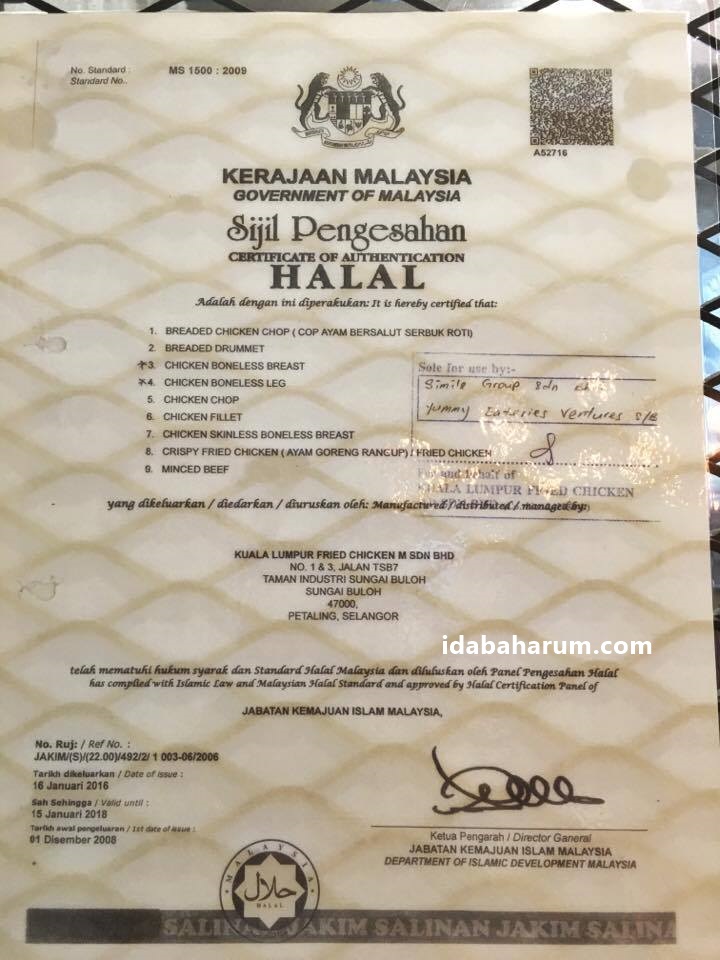 No. Standard :
MS 1500 : 2009
Standard No..
A52716
KERAJAAN MALAYSIA
GOVERNMENT OF MALAYSIA
Sijil Pengesahan
CERTIFICATE OF AUTHENTICATION
HALAL
Adalah dengan ini diperakukan: It is hereby certified that:
1. BREADED CHICKEN CHOP ( COP AYAM BERSALUT SERBUK ROTI)
2. BREADED DRUMMET
3. CHICKEN BONELESS BREAST
4. CHICKEN BONELESS LEG
5. CHICKEN CHOP
6. CHICKEN FILLET
7. CHICKEN SKINLESS BONELESS BREAST
8. CRISPY FRIED CHICKEN ( AYAM GORENG RANGUP) / FRIED CHICKEN
9. MINCED BEEF
Sole for use by:-
Simile Group Sdn Bhd
Yummy Eateries Ventures S/B
For and behalf of
KUALA LUMPUR FRIED CHICKEN
yang dikeluarkan / diedarkan / diuruskan oleh: Manufactured / distributed / managed by:
KUALA LUMPUR FRIED CHICKEN M SDN BHD
NO. 1 & 3, JALAN TSB7
TAMAN INDUSTRI SUNGAI BULOH
SUNGAI BULOH
47000,
PETALING, SELANGOR
idabaharum.com
telah mematuhi hukum syarak dan Standard Halal Malaysia dan diluluskan oleh Panel Pengesahan Halal
has complied with Islamic Law and Malaysian Halal Standard and approved by Halal Certification Panel of
JABATAN KEMAJUAN ISLAM MALAYSIA,
No. Ruj: / Ref No. :
JAKIM/(S)/(22.00)/492/2/ 1 003-06/2006
Tarikh dikeluarkan / Date of issue :
16 Januari 2016
Sah Sehingga / Valid until :
15 Januari 2018
Tarikh awal pengeluaran / 1st date of issue :
01 Disember 2008
Ketua Pengarah / Director Ganeral
JABATAN KEMAJUAN ISLAM MALAYSIA
DEPARTMENT OF ISLAMIC DEVELOPMENT MALAYSIA
MALAYSIA
حلال
HALAL
SALINAN JAKIM SALINAN JAKIM SALINA